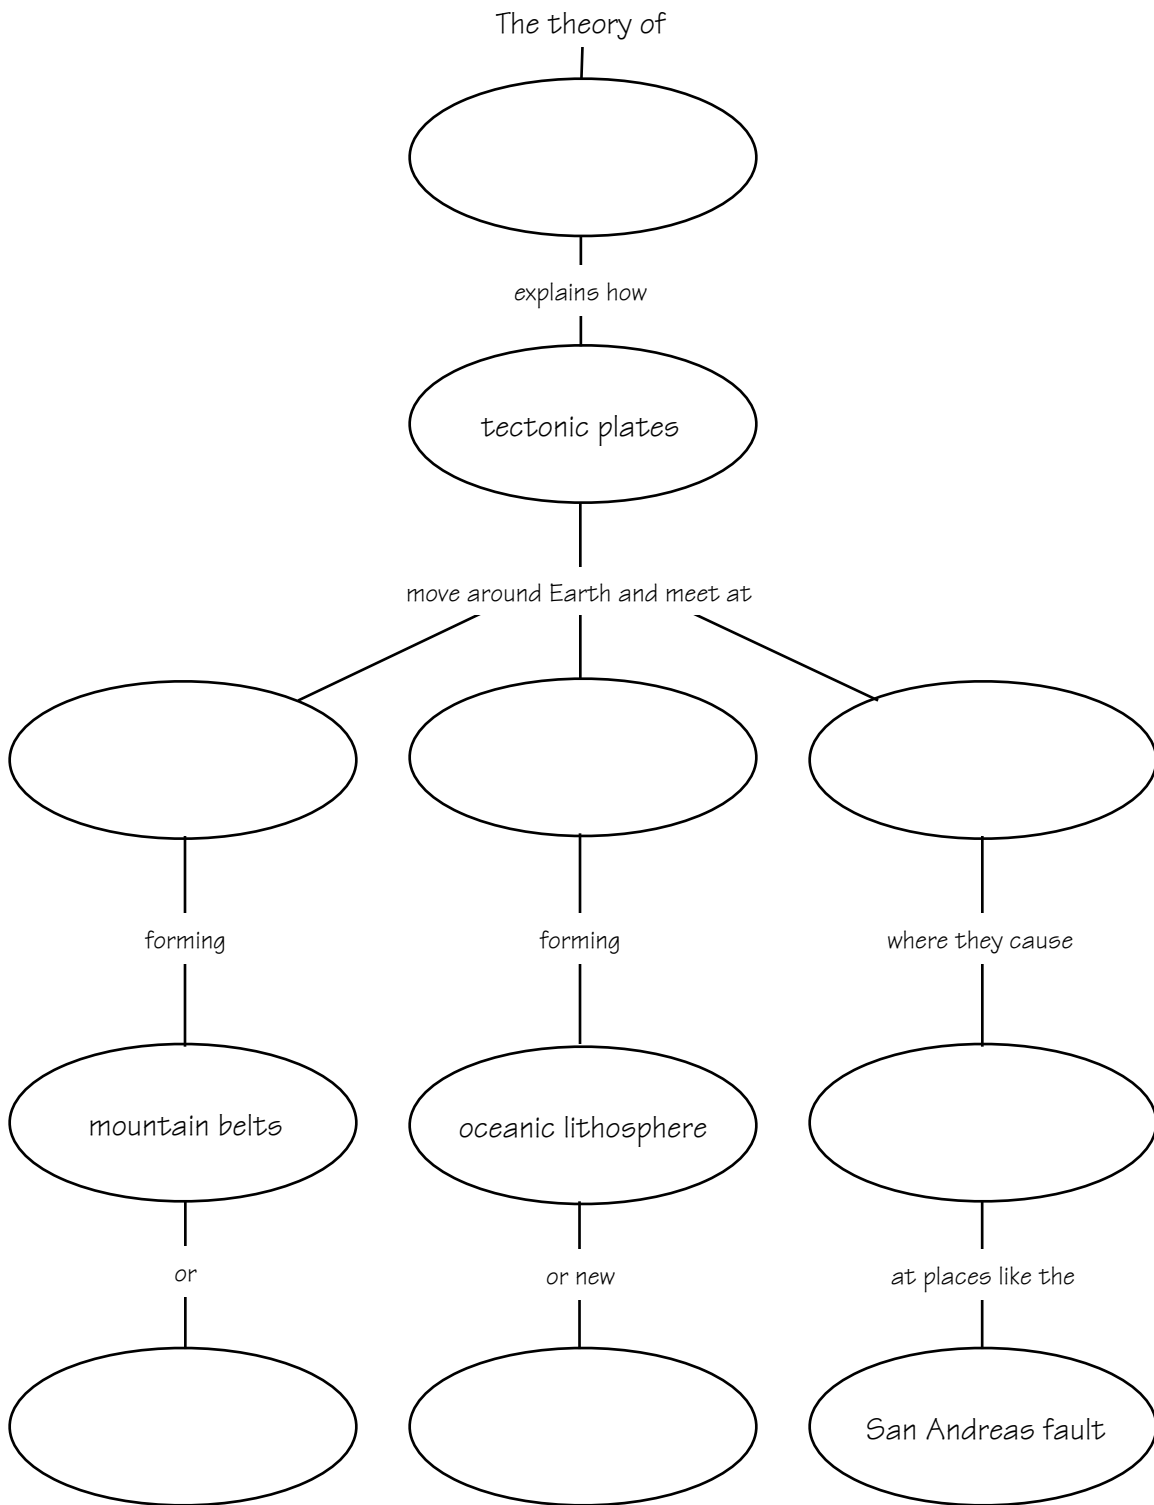 The theory of
explains how
tectonic plates
move around Earth and meet at
forming
forming
where they cause
mountain belts
oceanic lithosphere
or
or new
at places like the
San Andreas fault